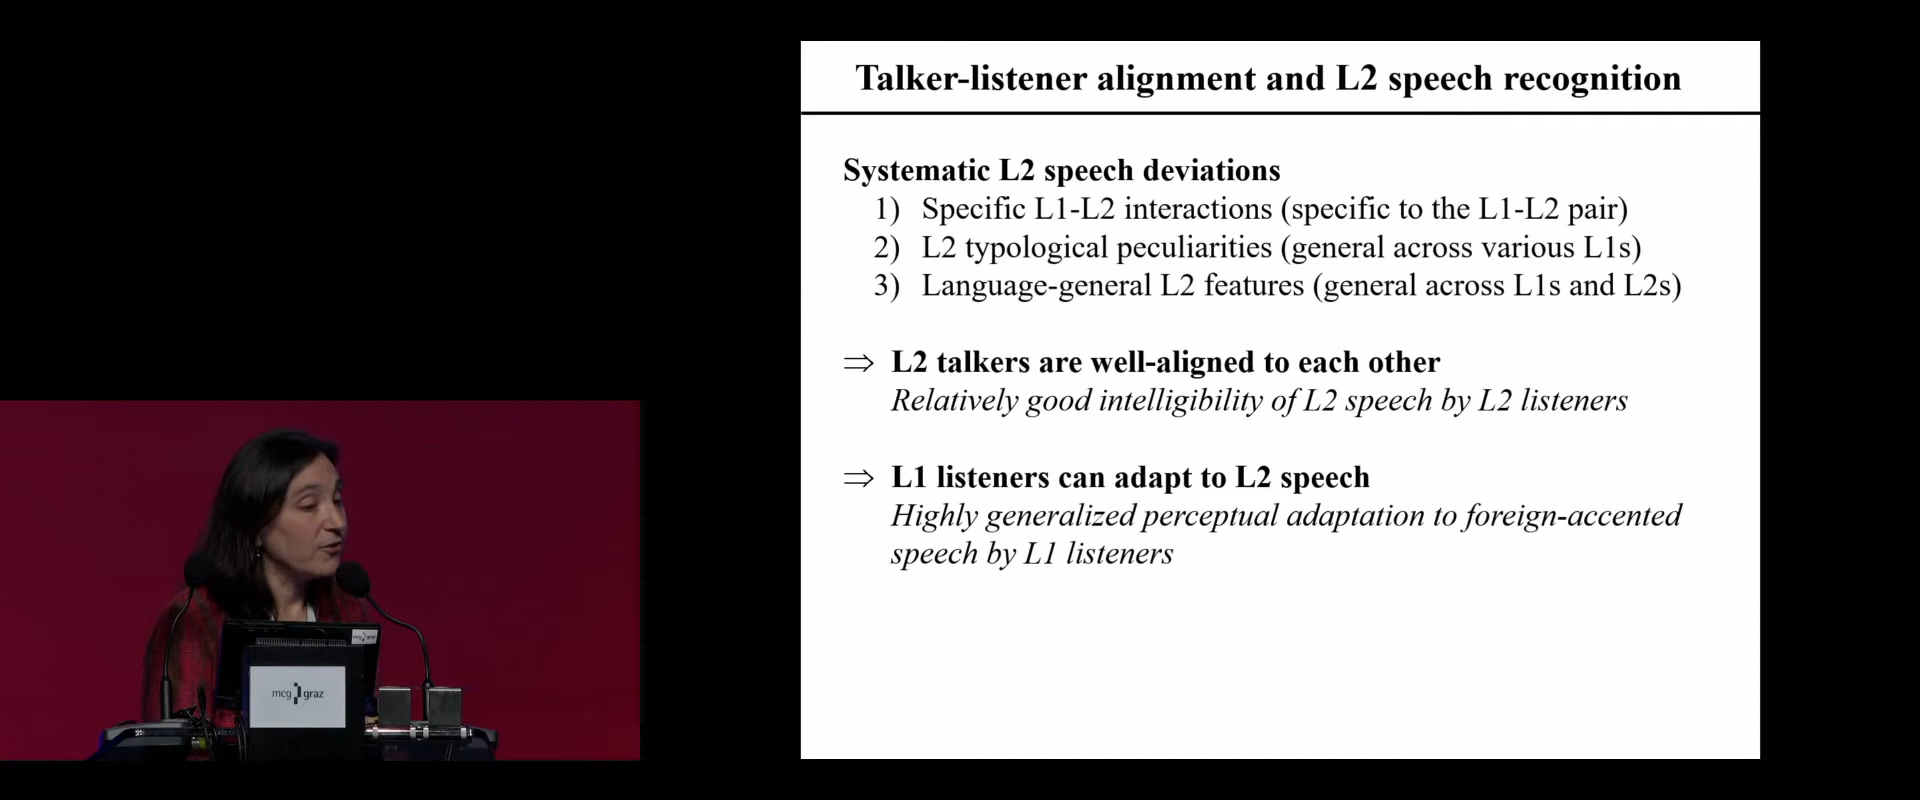 Talker-listener alignment and L2 speech recognition
Systematic L2 speech deviations
1) Specific L1-L2 interactions (specific to the L1-L2 pair)
2) L2 typological peculiarities (general across various L1s)
3) Language-general L2 features (general across L1s and L2s)
⇒ L2 talkers are well-aligned to each other
Relatively good intelligibility of L2 speech by L2 listeners
⇒ L1 listeners can adapt to L2 speech
Highly generalized perceptual adaptation to foreign-accented
speech by L1 listeners
mcg graz
mcg graz